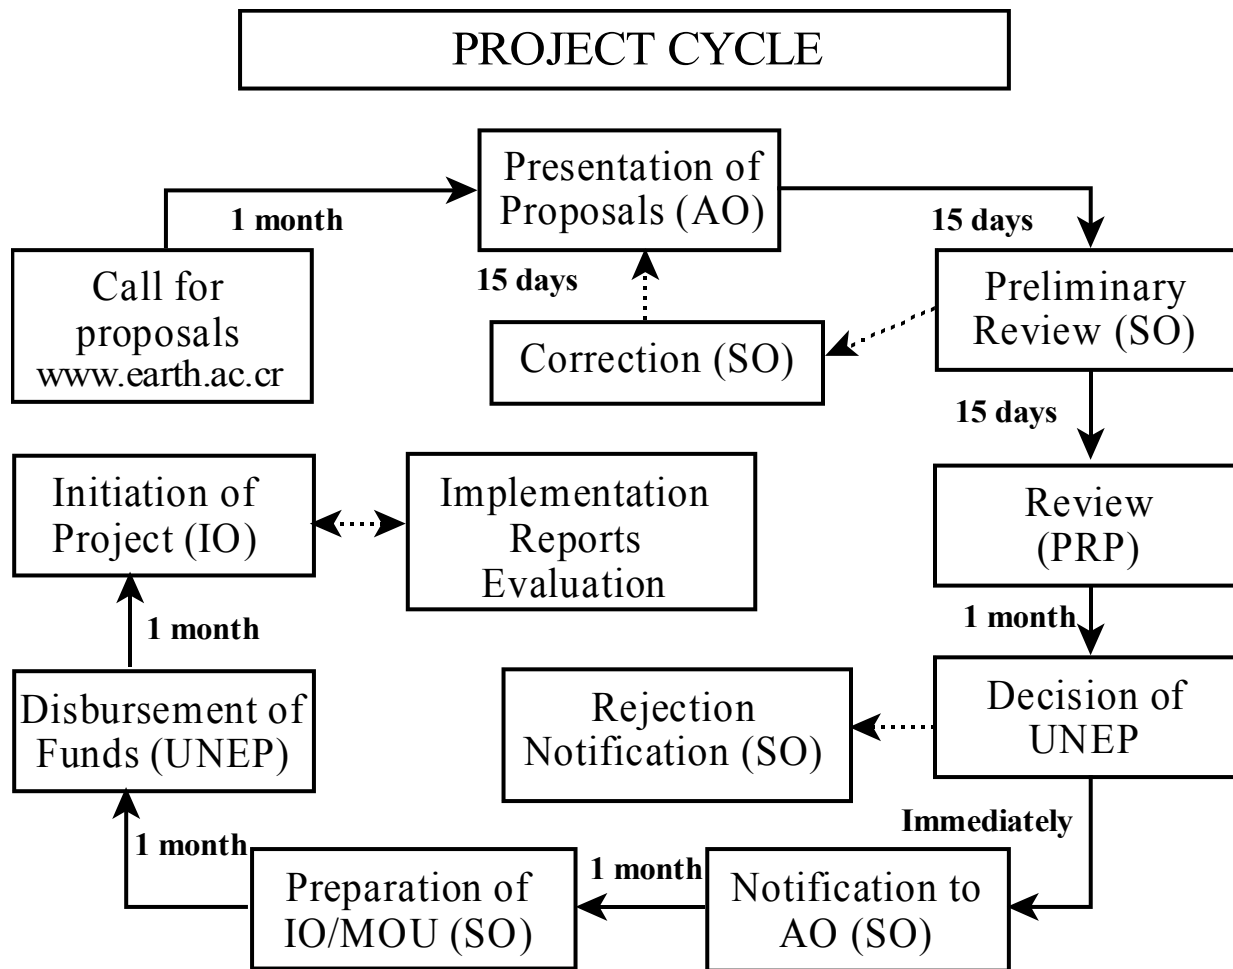 PROJECT CYCLE
Presentation of
Proposals (AO)
1 month
15 days
Call for
proposals
www.earth.ac.cr
15 days
Correction (SO)
Preliminary
Review (SO)
15 days
Initiation of
Project (IO)
Implementation
Reports
Evaluation
Review
(PRP)
1 month
1 month
Disbursement of
Funds (UNEP)
Rejection
Notification (SO)
Decision of
UNEP
Immediately
1 month
Preparation of
IO/MOU (SO)
1 month
Notification to
AO (SO)